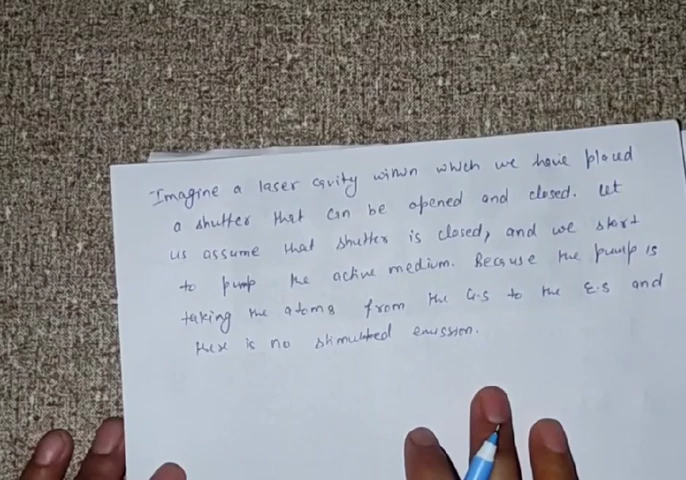 Imagine a laser cavity within which we have placed
a shutter that can be opened and closed. Let
us assume that shutter is closed, and we start
to pump the active medium. Because the pump is
taking the atoms from the G.S to the E.S and
there is no stimulated emission.